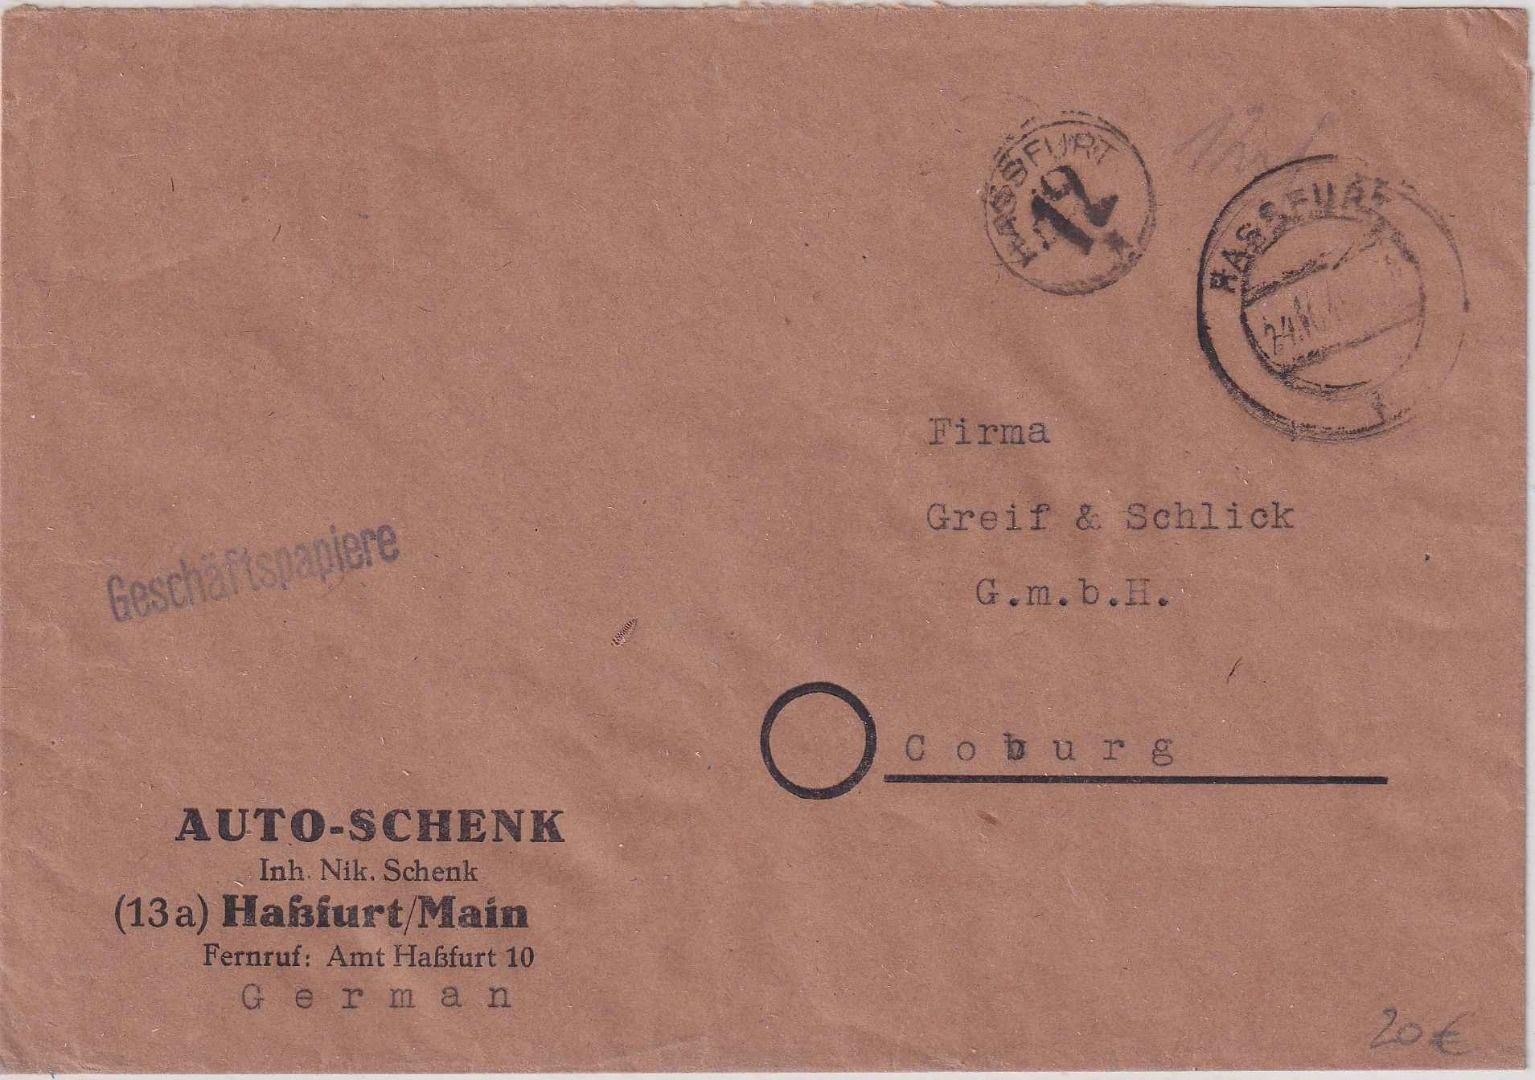 HASSFURT
12
HASSFURT
Firma
Greif & Schlick
G.m.b.H.
Geschäftspapiere
Coburg
AUTO-SCHENK
Inh. Nik. Schenk
(13a) Haßfurt/Main
Fernruf: Amt Haßfurt 10
German
20€